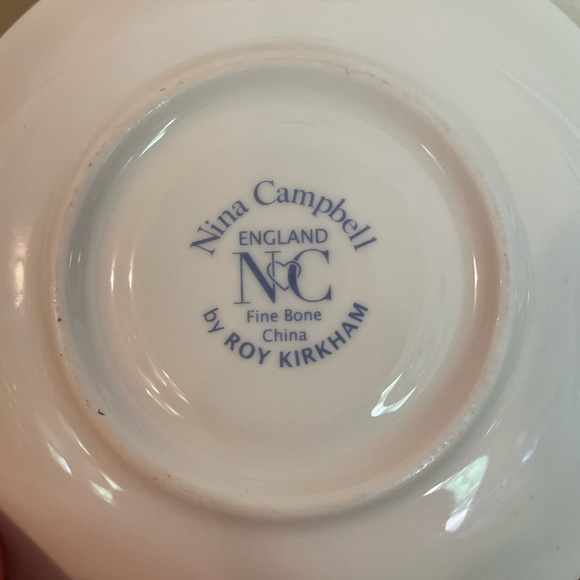 Nina Campbell
ENGLAND
NC
Fine Bone
China
by ROY KIRKHAM